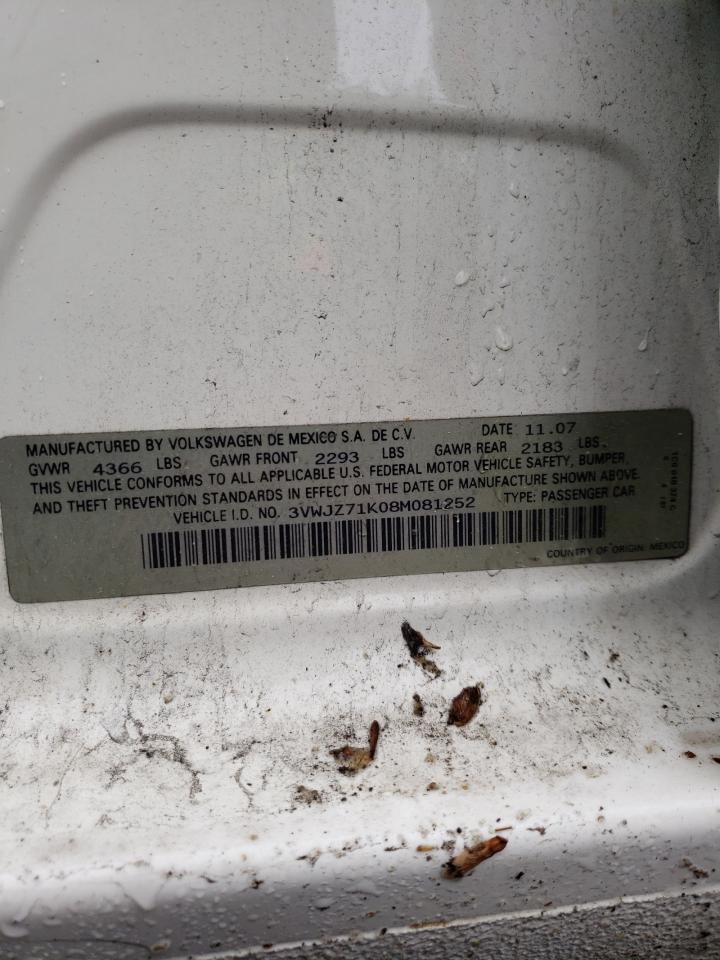 MANUFACTURED BY VOLKSWAGEN DE MEXICO S.A. DE C.V. DATE 11.07
GVWR 4366 LBS GAWR FRONT 2293 LBS GAWR REAR 2183 LBS.
THIS VEHICLE CONFORMS TO ALL APPLICABLE U.S. FEDERAL MOTOR VEHICLE SAFETY, BUMPER,
AND THEFT PREVENTION STANDARDS IN EFFECT ON THE DATE OF MANUFACTURE SHOWN ABOVE.
VEHICLE I.D. NO. 3VWJZ71K08M081252 TYPE: PASSENGER CAR
COUNTRY OF ORIGIN: MEXICO